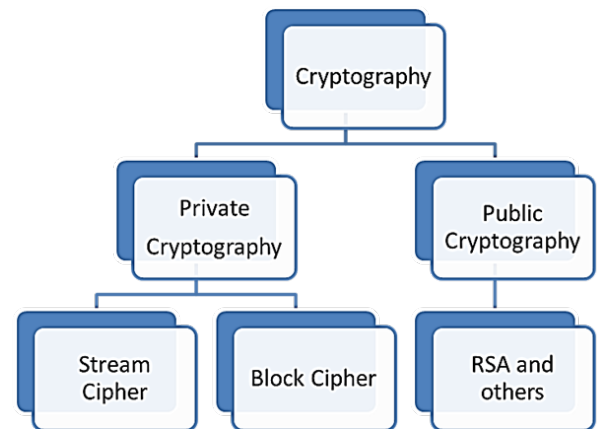 Cryptography
Private
Cryptography
Public
Cryptography
Stream
Cipher
Block Cipher
RSA and
others